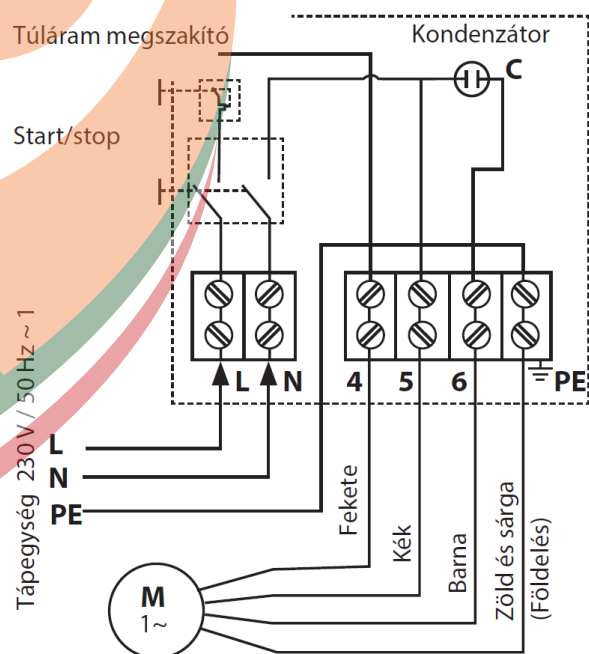 Túláram megszakító
Kondenzátor
C
Start/stop
L
N
4
5
6
PE
Tápegység 230 V / 50 Hz ~ 1
L
N
PE
Fekete
Kék
Barna
Zöld és sárga
(Földelés)
M
1~